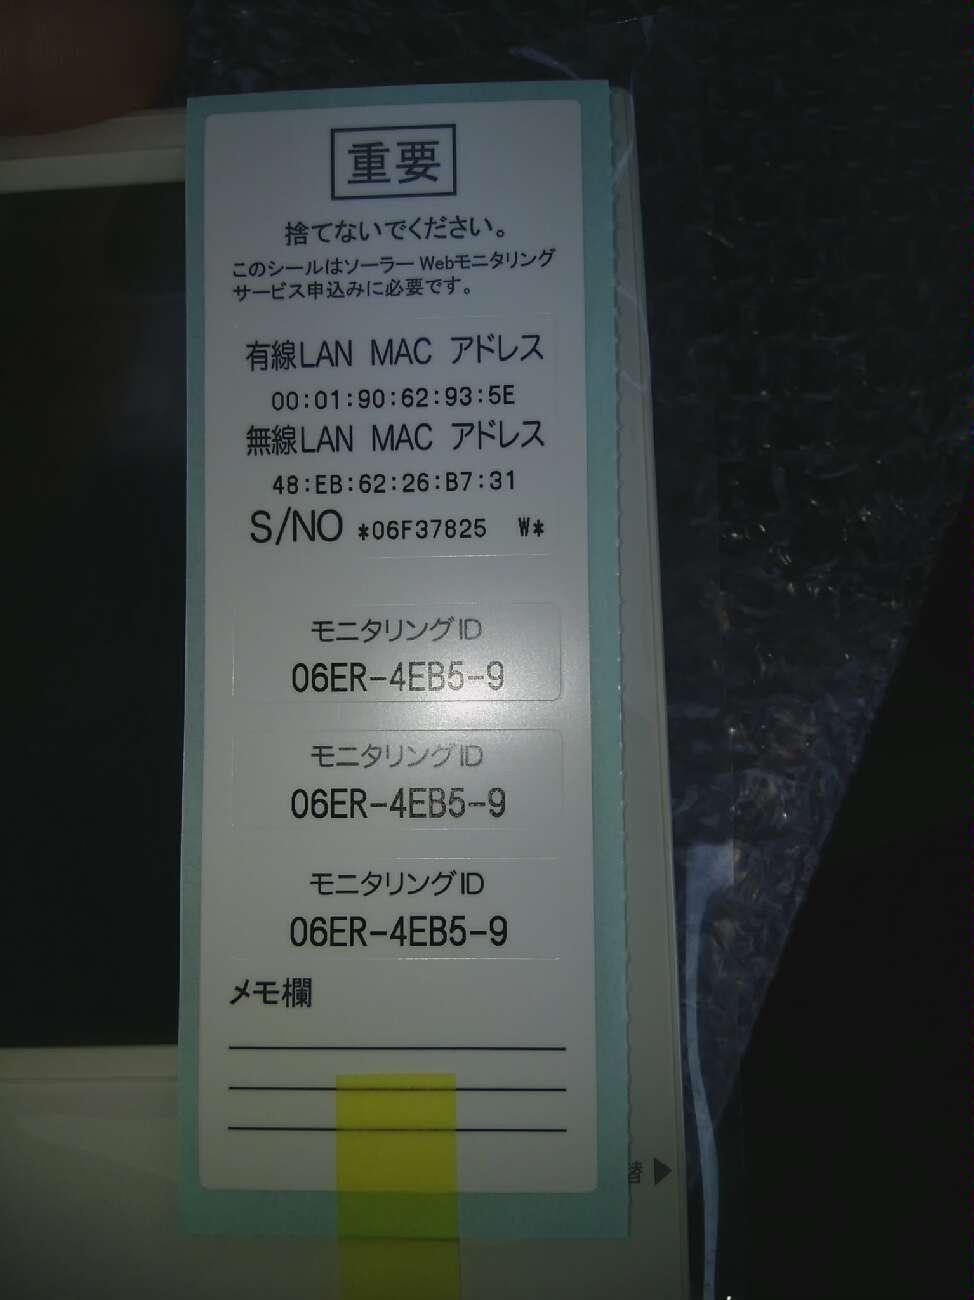 重要
捨てないでください。
このシールはソーラー Webモニタリング
サービス申込みに必要です。
有線LAN MAC アドレス
00:01:90:62:93:5E
無線LAN MAC アドレス
48:EB:62:26:B7:31
S/NO *06F37825 W*
モニタリングID
06ER-4EB5-9
モニタリングID
06ER-4EB5-9
モニタリングID
06ER-4EB5-9
メモ欄
替 ▶